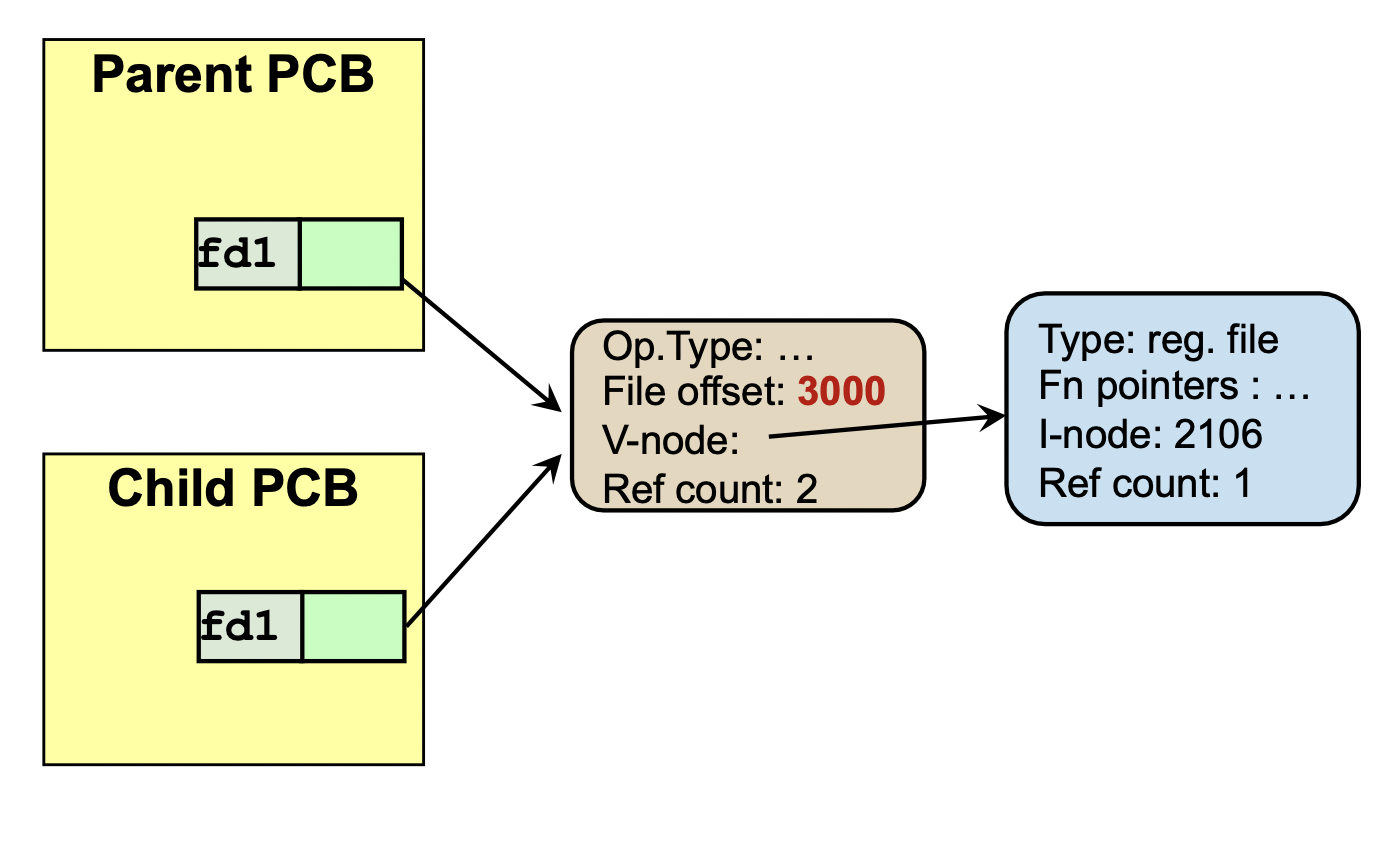 Parent PCB
fd1
Child PCB
fd1
Op.Type: …
File offset: 3000
V-node:
Ref count: 2
Type: reg. file
Fn pointers : …
I-node: 2106
Ref count: 1